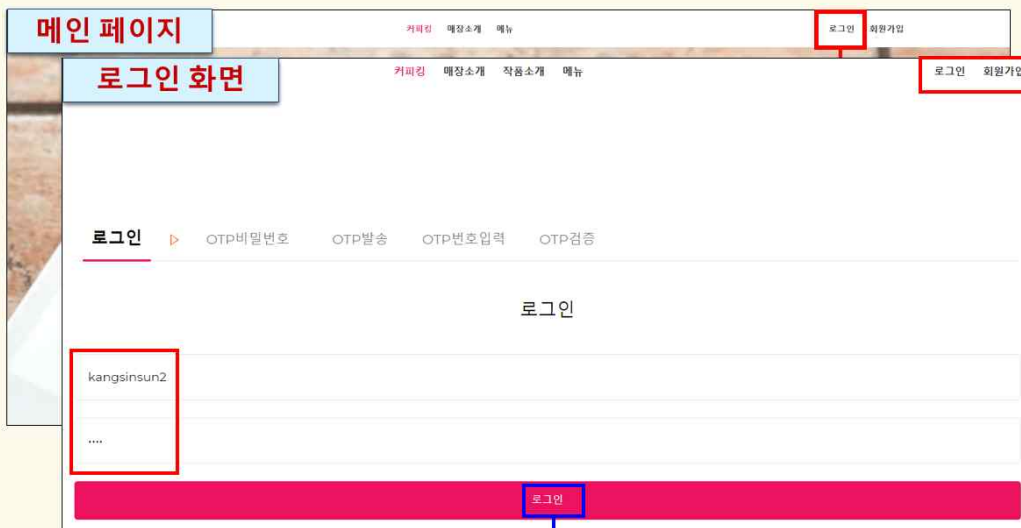 메인 페이지
커피킹 매장소개 메뉴
로그인 회원가입
로그인 화면
커피킹 매장소개 작품소개 메뉴
로그인 회원가입
로그인 ▷ OTP비밀번호 OTP발송 OTP번호입력 OTP검증
로그인
kangsinsun2
····
로그인